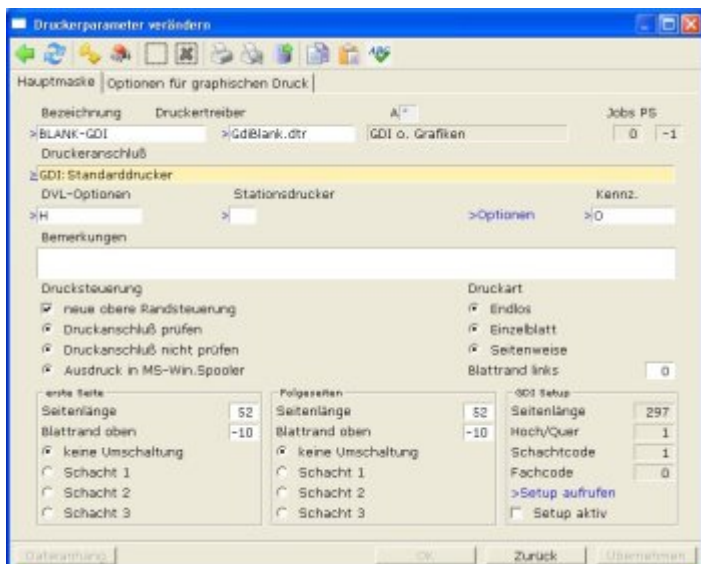 Druckerparameter verändern
ABC
Hauptmaske Optionen für graphischen Druck
Bezeichnung Druckertreiber A * Jobs PS
>BLANK-GDI >GdiBlank.dtr GDI o. Grafiken 0 -1
Druckeranschluß
>GDI: Standarddrucker
DVL-Optionen Stationsdrucker Kennz.
>H > >Optionen >O
Bemerkungen
Drucksteuerung Druckart
neue obere Randsteuerung Endlos
Druckanschluß prüfen Einzelblatt
Druckanschluß nicht prüfen Seitenweise
Ausdruck in MS-Win.Spooler Blattrand links 0
erste Seite Folgeseiten GDI Setup
Seitenlänge 52 Seitenlänge 52 Seitenlänge 297
Blattrand oben -10 Blattrand oben -10 Hoch/Quer 1
keine Umschaltung keine Umschaltung Schachtcode 1
Schacht 1 Schacht 1 Fachcode 0
Schacht 2 Schacht 2 >Setup aufrufen
Schacht 3 Schacht 3 Setup aktiv
Dateianhang OK Zurück Übernehmen